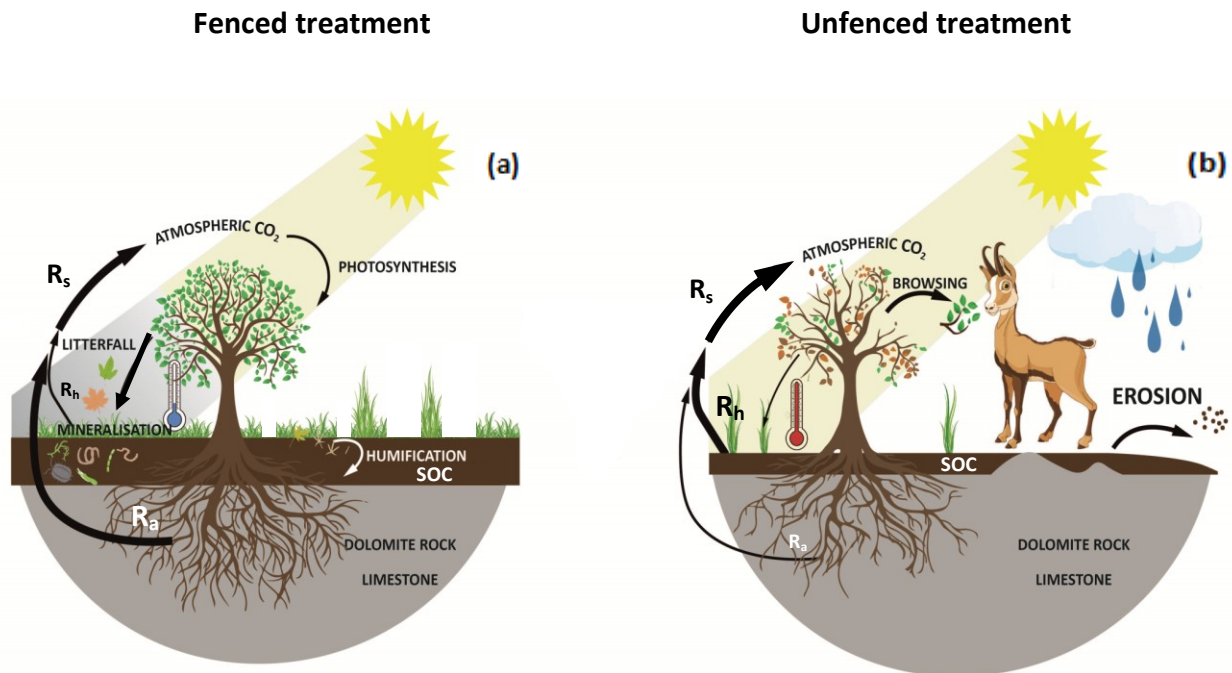 Fenced treatment
Unfenced treatment
(a)
ATMOSPHERIC CO₂
PHOTOSYNTHESIS
Rs
LITTERFALL
Rh
MINERALISATION
HUMIFICATION
SOC
Ra
DOLOMITE ROCK
LIMESTONE
(b)
ATMOSPHERIC CO₂
BROWSING
Rs
EROSION
Rh
SOC
Ra
DOLOMITE ROCK
LIMESTONE